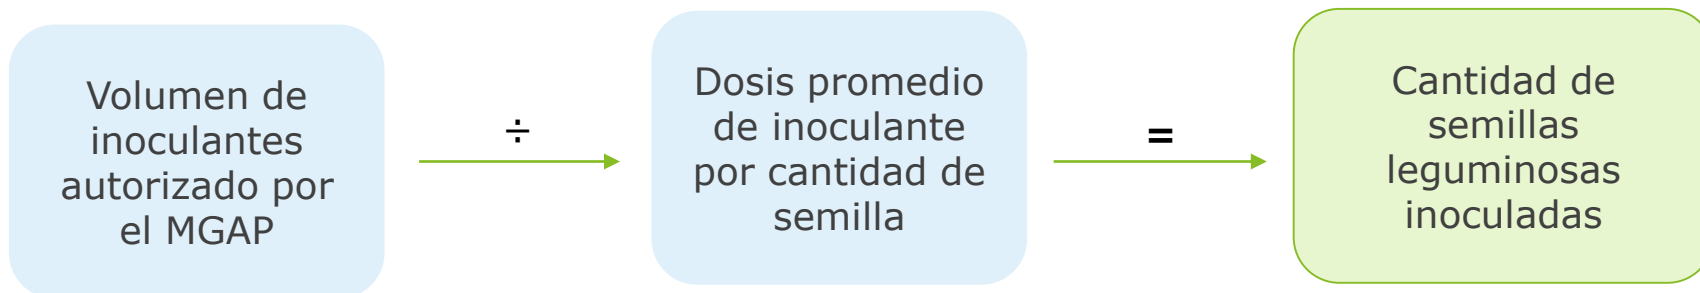 Volumen de
inoculantes
autorizado por
el MGAP
÷
Dosis promedio
de inoculante
por cantidad de
semilla
=
Cantidad de
semillas
leguminosas
inoculadas